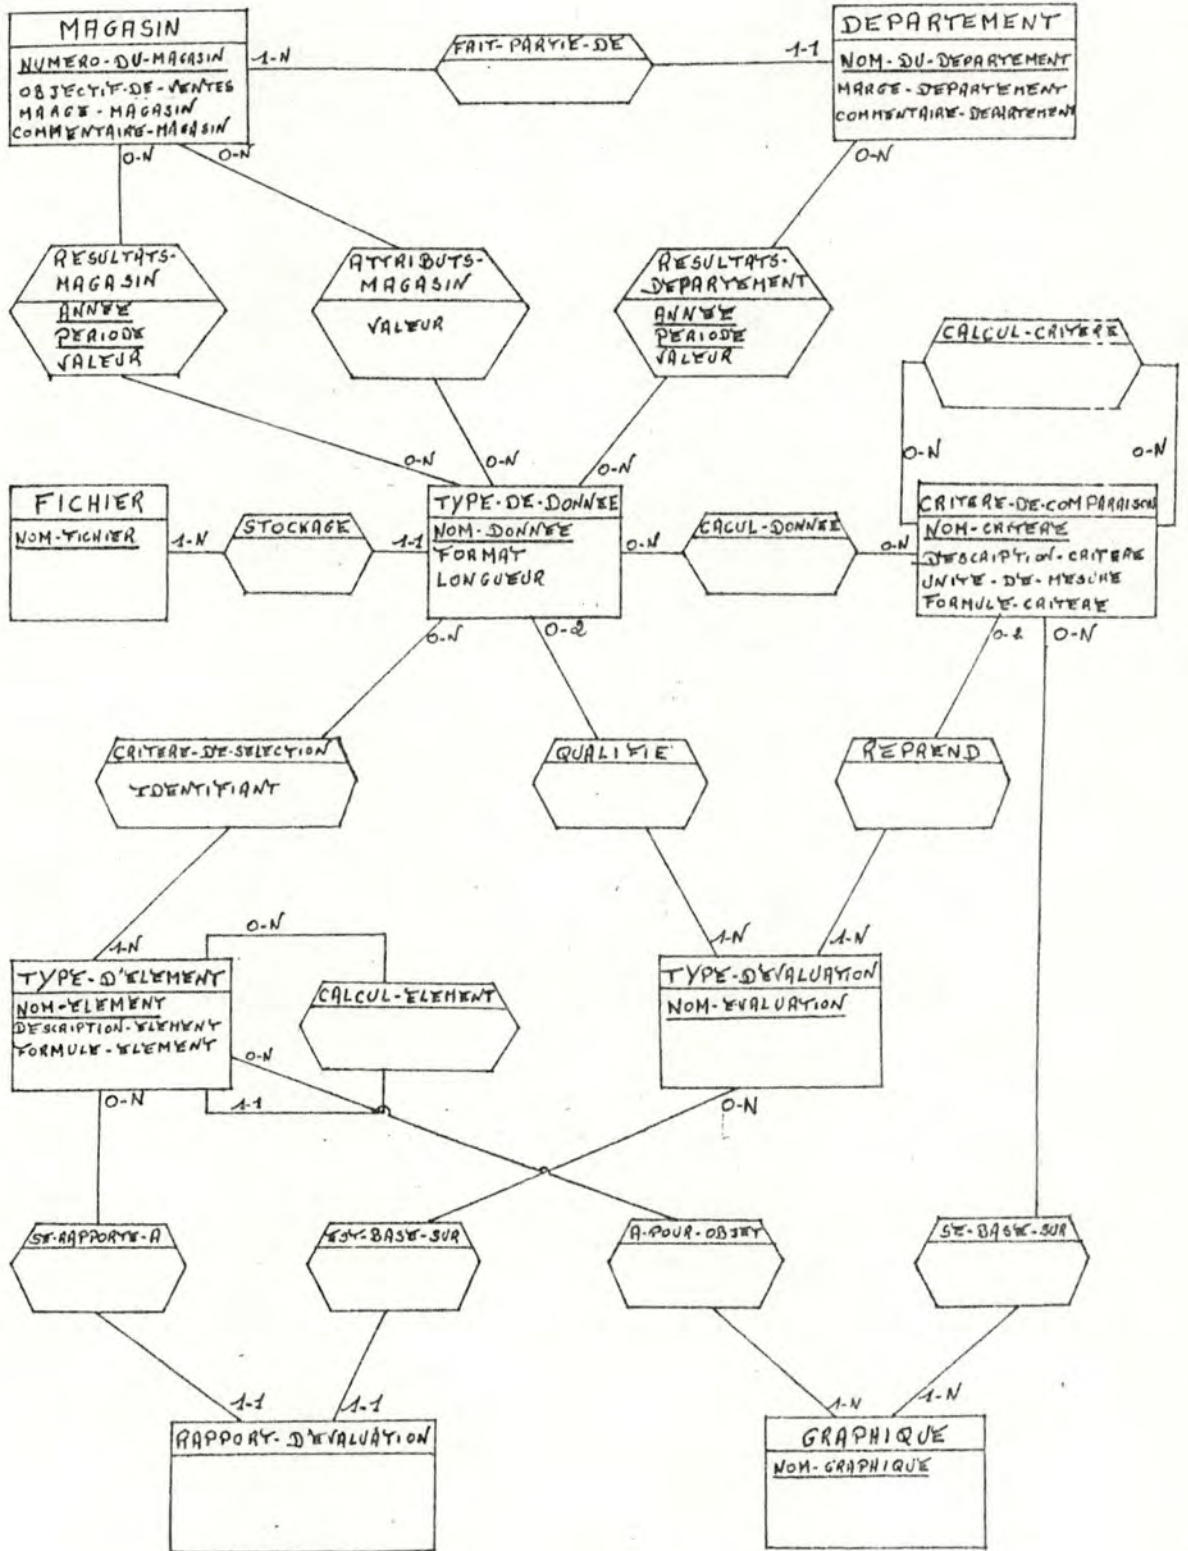 MAGASIN
NUMERO-DU-MAGASIN
OBJECTIF-DE-VENTES
MARGE-MAGASIN
COMMENTAIRE-MAGASIN
1-N
FAIT-PARTIE-DE
1-1
DEPARTEMENT
NOM-DU-DEPARTEMENT
MARGE-DEPARTEMENT
COMMENTAIRE-DEPARTEMENT
0-N
0-N
0-N
RESULTATS-
MAGASIN
ANNEE
PERIODE
VALEUR
ATTRIBUTS-
MAGASIN
VALEUR
RESULTATS-
DEPARTEMENT
ANNEE
PERIODE
VALEUR
CALCUL-CRITERE
0-N
0-N
0-N
0-N
0-N
FICHIER
NOM-FICHIER
1-N
STOCKAGE
1-1
TYPE-DE-DONNEE
NOM-DONNEE
FORMAT
LONGUEUR
0-N
CACUL-DONNEE
0-N
CRITERE-DE-COMPARAISON
NOM-CRITERE
DESCRIPTION-CRITERE
UNITE-DE-MESURE
FORMULE-CRITERE
0-N
0-2
0-2
0-N
CRITERE-DE-SELECTION
IDENTIFIANT
QUALIFIE
REPREND
1-N
0-N
1-N
1-N
TYPE-D'ELEMENT
NOM-ELEMENT
DESCRIPTION-ELEMENT
FORMULE-ELEMENT
CALCUL-ELEMENT
0-N
1-1
0-N
TYPE-D'EVALUATION
NOM-EVALUATION
0-N
SE-RAPPORTE-A
EST-BASE-SUR
A-POUR-OBJET
SE-BASE-SUR
1-1
1-1
1-N
1-N
RAPPORT-D'EVALUATION
GRAPHIQUE
NOM-GRAPHIQUE